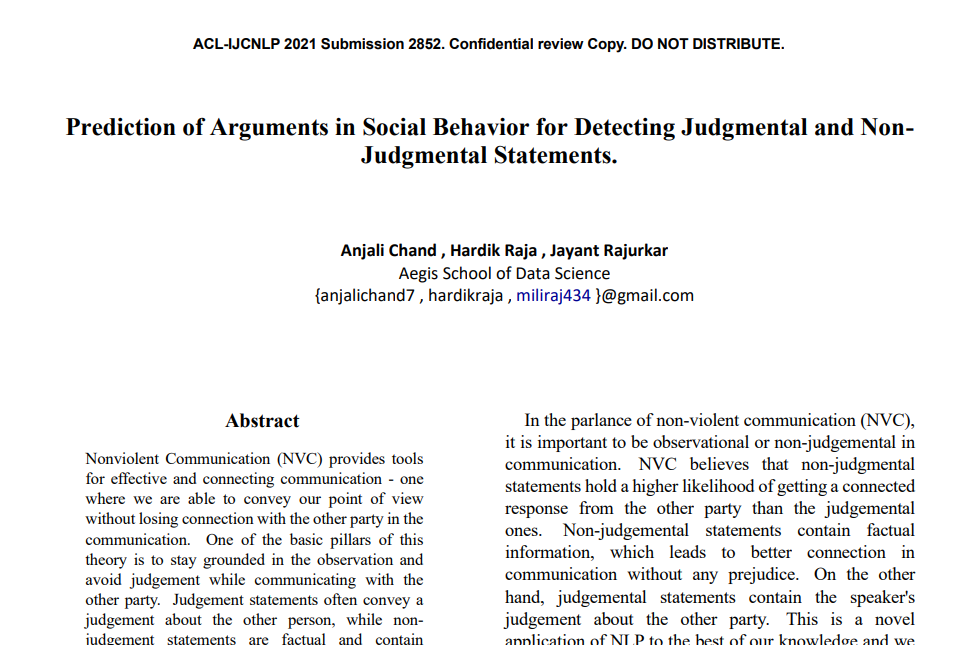 ACL-IJCNLP 2021 Submission 2852. Confidential review Copy. DO NOT DISTRIBUTE.
Prediction of Arguments in Social Behavior for Detecting Judgmental and Non-
Judgmental Statements.
Anjali Chand , Hardik Raja , Jayant Rajurkar
Aegis School of Data Science
{anjalichand7 , hardikraja , miliraj434 }@gmail.com
Abstract
Nonviolent Communication (NVC) provides tools
for effective and connecting communication - one
where we are able to convey our point of view
without losing connection with the other party in the
communication. One of the basic pillars of this
theory is to stay grounded in the observation and
avoid judgement while communicating with the
other party. Judgement statements often convey a
judgement about the other person, while non-
judgement statements are factual and contain
In the parlance of non-violent communication (NVC),
it is important to be observational or non-judgemental in
communication. NVC believes that non-judgmental
statements hold a higher likelihood of getting a connected
response from the other party than the judgemental
ones. Non-judgemental statements contain factual
information, which leads to better connection in
communication without any prejudice. On the other
hand, judgemental statements contain the speaker's
judgement about the other party. This is a novel
application of NLP to the best of our knowledge and we